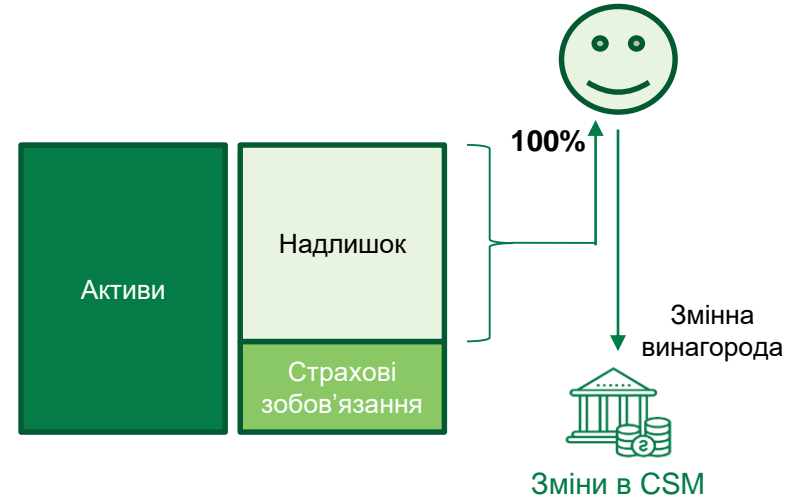 100%
Надлишок
Активи
Страхові
зобов'язання
Змінна
винагорода
Зміни в CSM